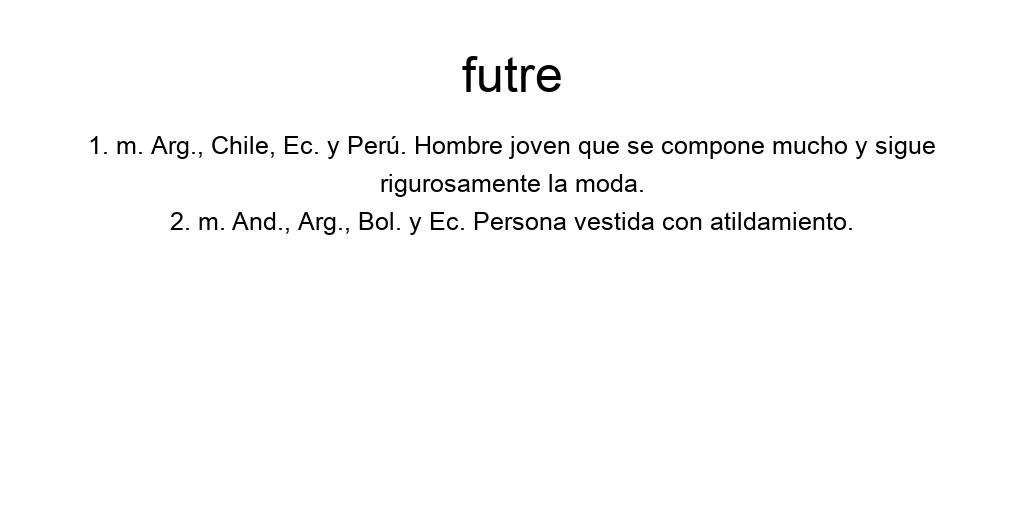 futre
1. m. Arg., Chile, Ec. y Perú. Hombre joven que se compone mucho y sigue
rigurosamente la moda.
2. m. And., Arg., Bol. y Ec. Persona vestida con atildamiento.